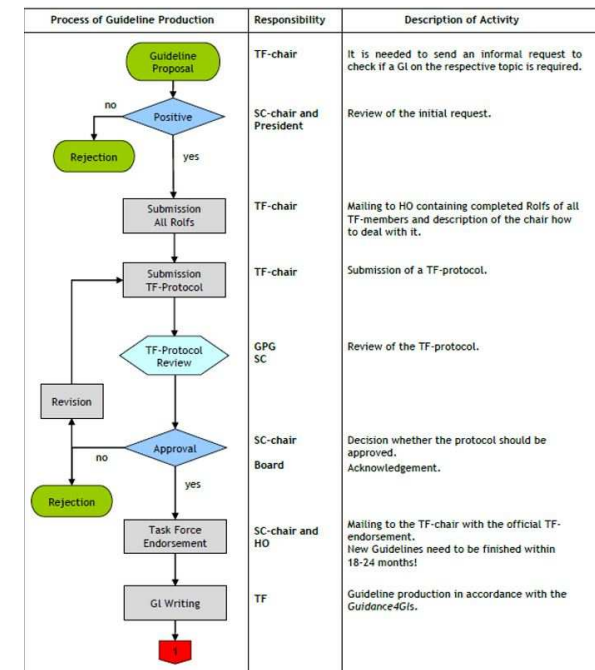 Process of Guideline Production
Responsibility
Description of Activity
Guideline
Proposal
TF-chair
It is needed to send an informal request to
check if a Gl on the respective topic is required.
no
Positive
SC-chair and
President
Review of the initial request.
Rejection
yes
Submission
All Rolfs
TF-chair
Mailing to HO containing completed Rolfs of all
TF-members and description of the chair how
to deal with it.
Submission
TF-Protocol
TF-chair
Submission of a TF-protocol.
TF-Protocol
Review
GPG
SC
Review of the TF-protocol.
Revision
no
Approval
SC-chair
Board
Decision whether the protocol should be
approved.
Acknowledgement.
Rejection
yes
Task Force
Endorsement
SC-chair and
HO
Mailing to the TF-chair with the official TF-
endorsement.
New Guidelines need to be finished within
18-24 months!
Gl Writing
TF
Guideline production in accordance with the
Guidance4Gls.
1